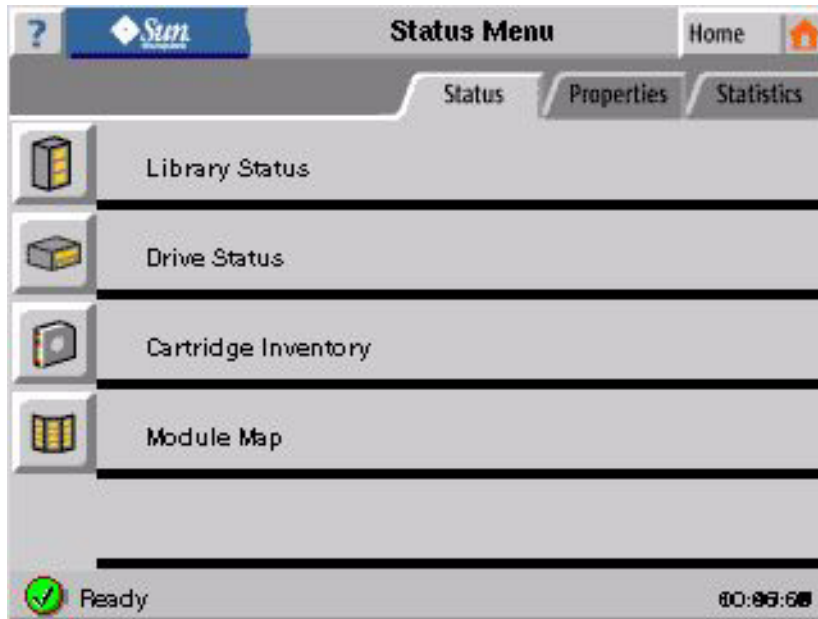 ?
Sun
Status Menu
Home
Status
Properties
Statistics
Library Status
Drive Status
Cartridge Inventory
Module Map
Ready